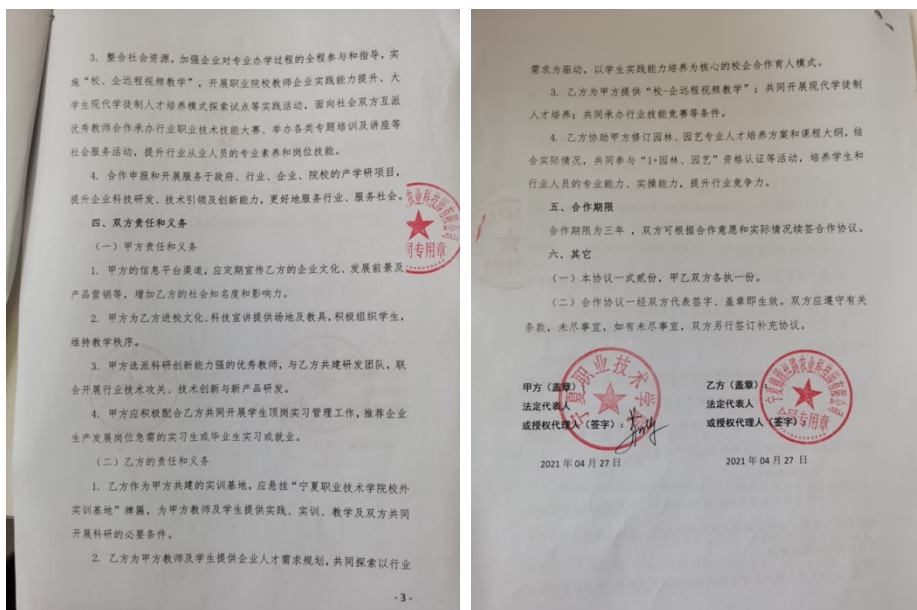 3. 整合社会资源，加强企业对专业办学过程的全程参与和指导，实
施“校、企远程视频教学”，开展职业院校教师企业实践能力提升、大
学生现代学徒制人才培养模式探索试点等实践活动，面向社会双方互派
优秀教师合作承办行业职业技术技能大赛、举办各类专题培训及讲座等
社会服务活动，提升行业从业人员的专业素养和岗位技能。
4. 合作申报和开展服务于政府、行业、企业、院校的产学研项目，
提升企业科技研发、技术引领及创新能力，更好地服务行业、服务社会。
四、双方责任和义务
（一）甲方责任和义务
1. 甲方的信息平台渠道，应定期宣传乙方的企业文化、发展前景及
产品营销等，增加乙方的社会知名度和影响力。
2. 甲方为乙方进校文化、科技宣讲提供场地及教具，积极组织学生，
维持教学秩序。
3. 甲方选派科研创新能力强的优秀教师，与乙方共建研发团队，联
合开展行业技术攻关、技术创新与新产品研发。
4. 甲方应积极配合乙方共同开展学生顶岗实习管理工作，推荐企业
生产发展岗位急需的实习生或毕业生实习或就业。
（二）乙方的责任和义务
1. 乙方作为甲方共建的实训基地，应悬挂“宁夏职业技术学院校外
实训基地”牌匾，为甲方教师及学生提供实践、实训、教学及双方共同
开展科研的必要条件。
2. 乙方为甲方教师及学生提供企业人才需求规划，共同探索以行业
- 3 -
农业科技园有限公司
同专用章
需求为驱动，以学生实践能力培养为核心的校企合作育人模式。
3. 乙方为甲方提供“校-企远程视频教学”；共同开展现代学徒制
人才培养；共同承办行业技能竞赛等条件。
4. 乙方协助甲方修订园林、园艺专业人才培养方案和课程大纲，结
合实际情况，共同参与“1+园林、园艺”资格认证等活动，培养学生和
行业人员的专业能力、实操能力，提升行业竞争力。
五、合作期限
合作期限为三年 ，双方可根据合作意愿和实际情况续签合作协议。
六、其它
（一）本协议一式贰份，甲乙双方各执一份。
（二）合作协议一经双方代表签字、盖章即生效。双方应遵守有关
条款，未尽事宜，如有未尽事宜，双方另行签订补充协议。
甲方（盖章）
法定代表人
或授权代理人（签字）：
2021 年 04 月 27 日
宁夏职业技术学院
乙方（盖章）
法定代表人
或授权代理人（签字）：
2021 年 04 月 27 日
合同专用章